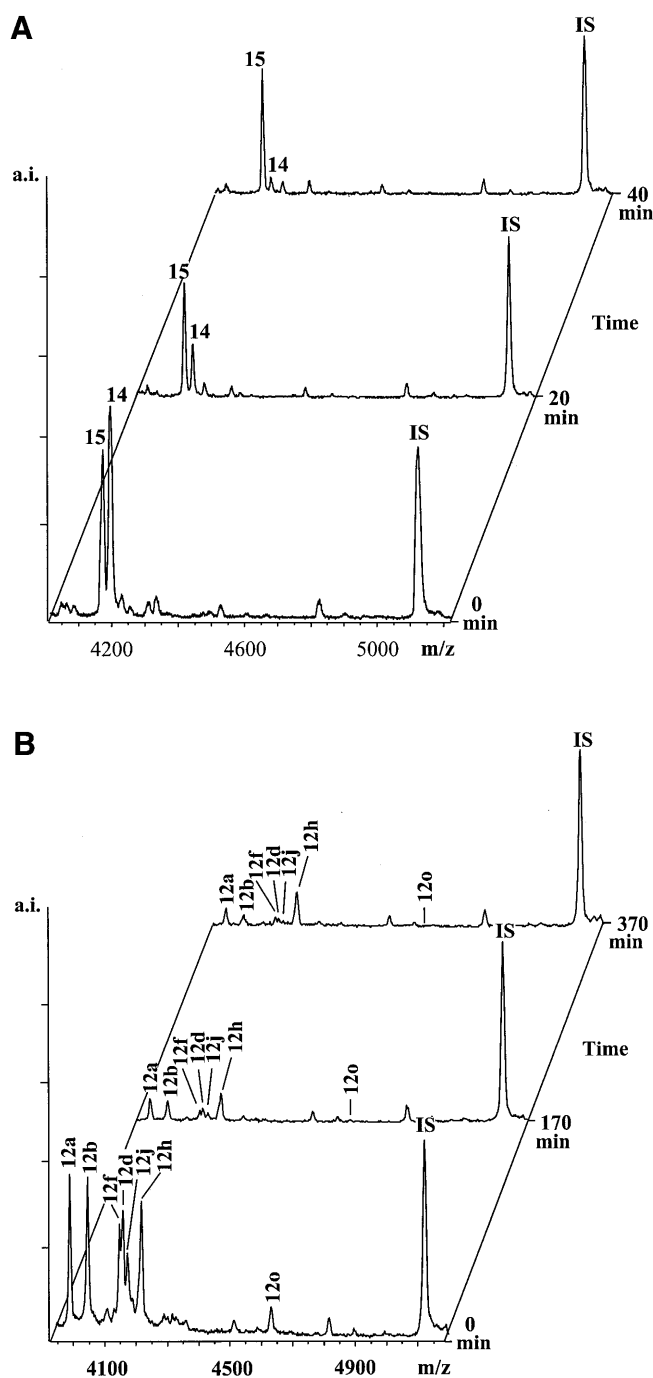 A
IS
15
14
a.i.
40
min
IS
15
14
Time
20
min
14
15
IS
0
min
4200 4600 5000 m/z
B
IS
12a 12b 12f 12d 12j 12h 12o
a.i.
370
min
IS
12a 12b 12f 12d 12j 12h 12o
Time
170
min
IS
12a 12b 12f 12d 12j 12h
12o
0
min
4100 4500 4900 m/z